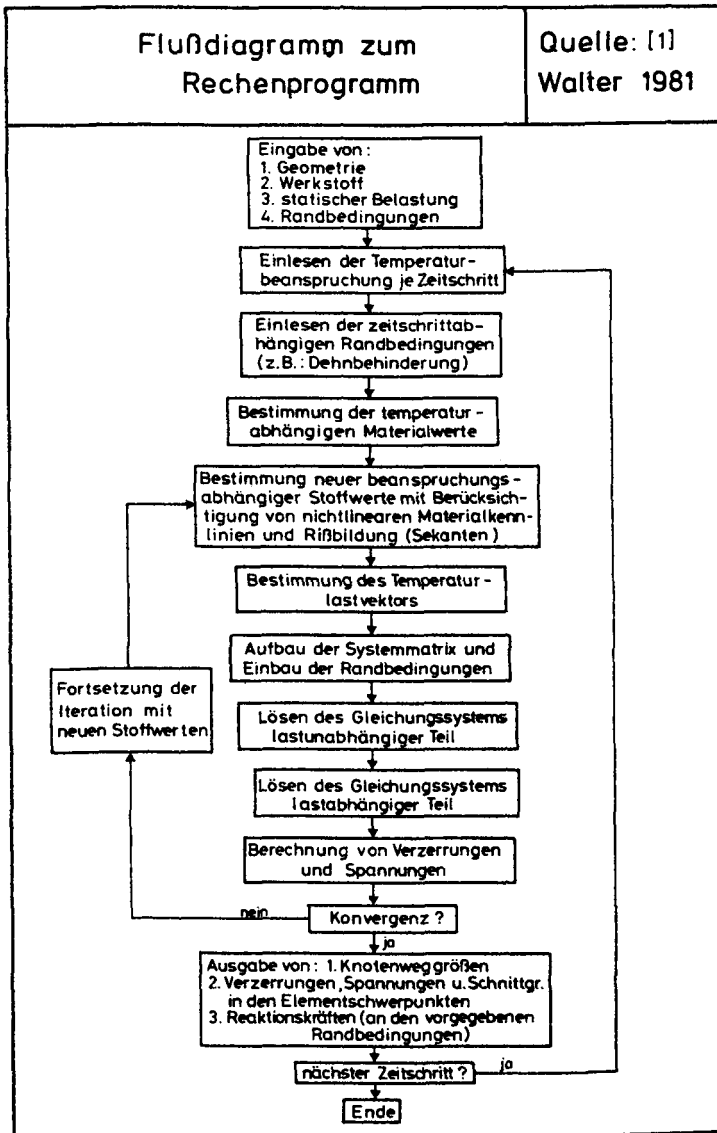 Flußdiagramm zum
Rechenprogramm
Quelle: [1]
Walter 1981
Eingabe von:
1. Geometrie
2. Werkstoff
3. statischer Belastung
4. Randbedingungen
Einlesen der Temperatur-
beanspruchung je Zeitschritt
Einlesen der zeitschrittab-
hängigen Randbedingungen
(z.B.: Dehnbehinderung)
Bestimmung der temperatur-
abhängigen Materialwerte
Bestimmung neuer beanspruchungs-
abhängiger Stoffwerte mit Berücksich-
tigung von nichtlinearen Materialkenn-
linien und Rißbildung (Sekanten)
Bestimmung des Temperatur-
lastvektors
Aufbau der Systemmatrix und
Einbau der Randbedingungen
Fortsetzung der
Iteration mit
neuen Stoffwerten
Lösen des Gleichungssystems
lastunabhängiger Teil
Lösen des Gleichungssystems
lastabhängiger Teil
Berechnung von Verzerrungen
und Spannungen
nein
Konvergenz ?
ja
Ausgabe von: 1. Knotenweggrößen
2. Verzerrungen, Spannungen u. Schnittgr.
in den Elementschwerpunkten
3. Reaktionskräften (an den vorgegebenen
Randbedingungen)
nächster Zeitschritt ?
ja
Ende